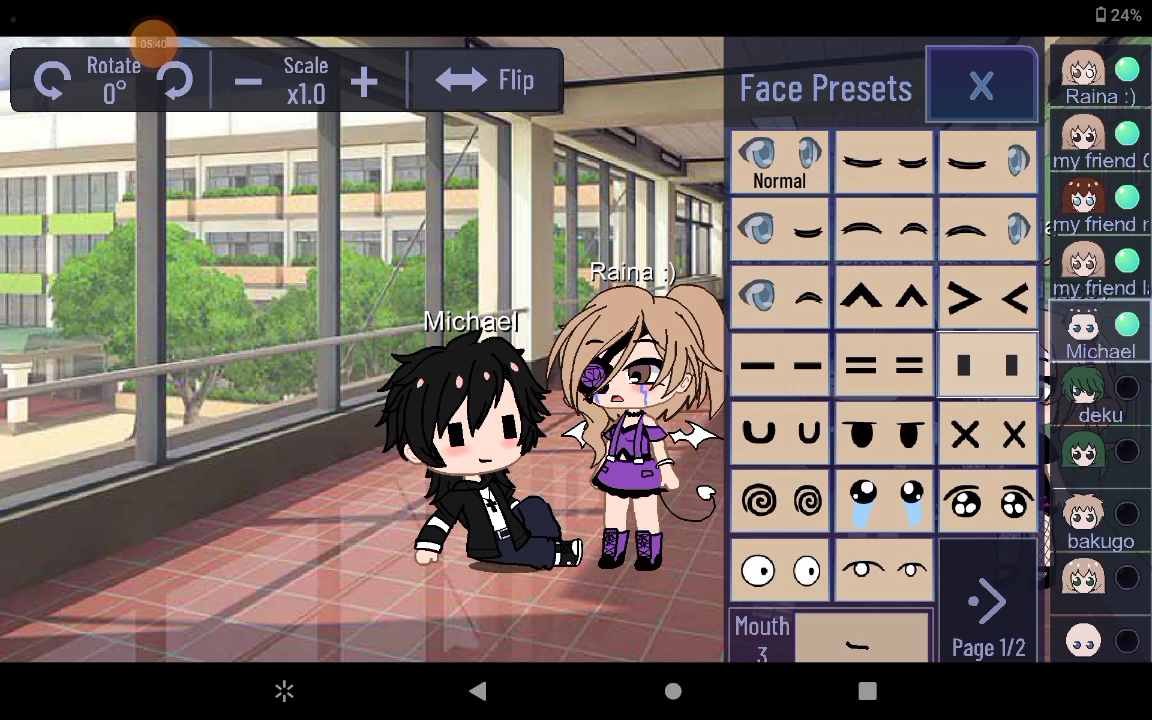 24%
05:40
Rotate
0°
Scale
x1.0
Flip
Face Presets
X
Normal
Raina :)
Michael
Mouth
3
Page 1/2
Raina :)
my friend
my friend
my friend
Michael
deku
bakugo